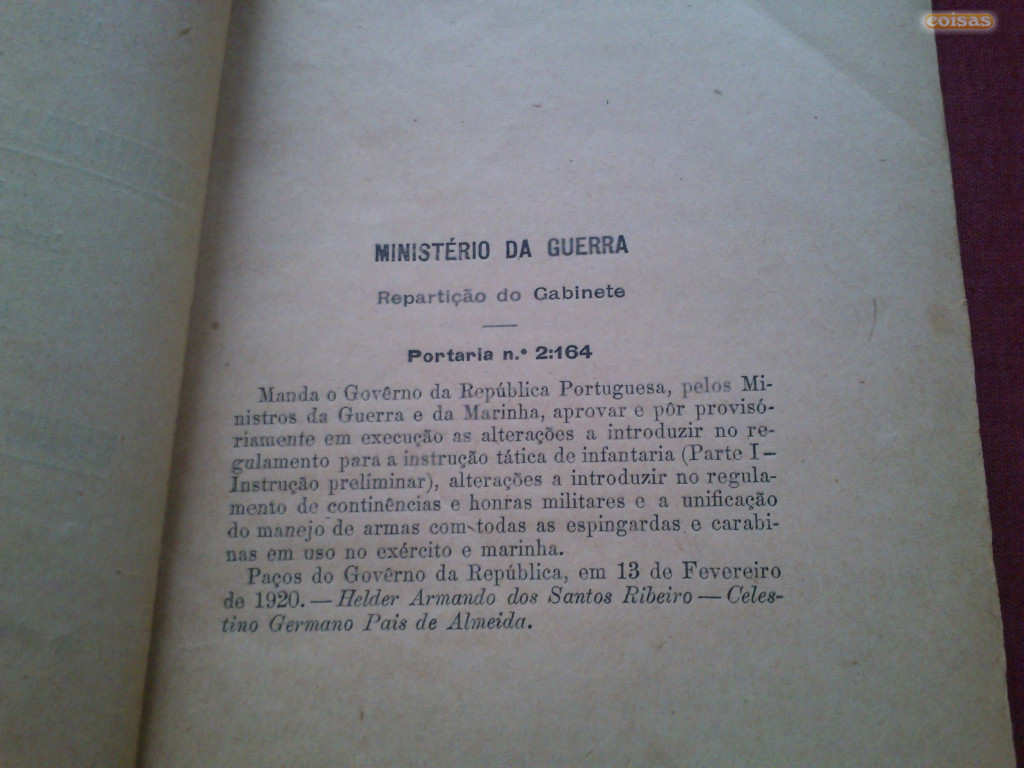 coisas
MINISTÉRIO DA GUERRA
Repartição do Gabinete
Portaria n.º 2:164
Manda o Govêrno da República Portuguesa, pelos Mi-
nistros da Guerra e da Marinha, aprovar e pôr provisó-
riamente em execução as alterações a introduzir no re-
gulamento para a instrução tática de infantaria (Parte I—
Instrução preliminar), alterações a introduzir no regula-
mento de continências e honras militares e a unificação
do manejo de armas com todas as espingardas e carabi-
nas em uso no exército e marinha.
Paços do Govêrno da República, em 13 de Fevereiro
de 1920.—Helder Armando dos Santos Ribeiro—Celes-
tino Germano Pais de Almeida.